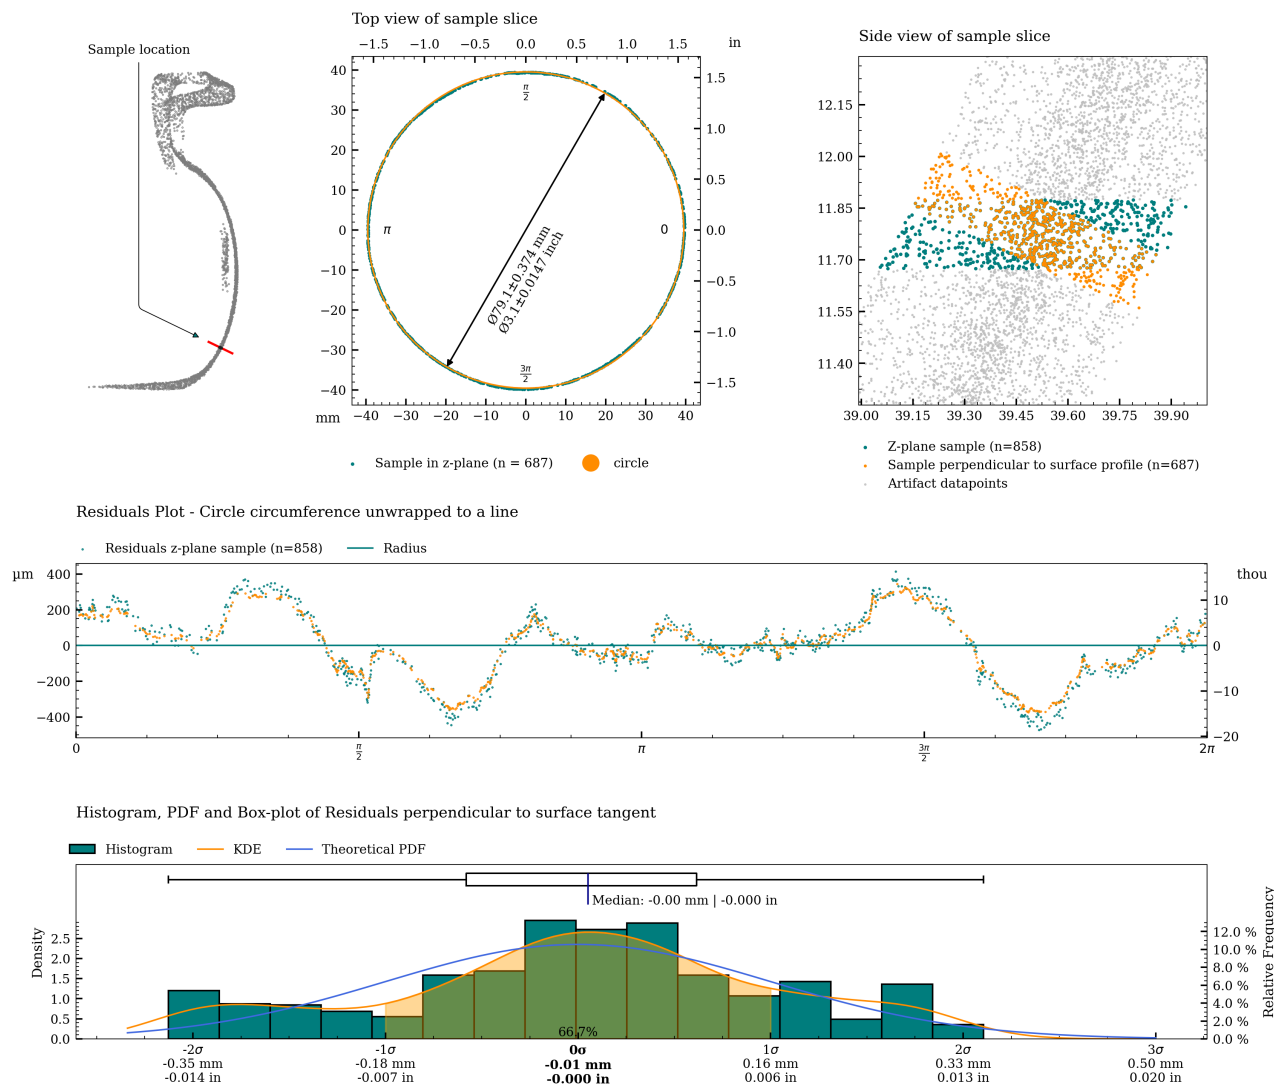 Top view of sample slice
Side view of sample slice
Sample location
−1.5 −1.0 −0.5 0.0 0.5 1.0 1.5 in
40
30
20
10
0
−10
−20
−30
−40
mm
−40 −30 −20 −10 0 10 20 30 40
1.5
1.0
0.5
0.0
−0.5
−1.0
−1.5
π/2
π
0
3π/2
Ø79.1±0.374 mm
Ø3.1±0.0147 inch
Sample in z-plane (n = 687) circle
12.15
12.00
11.85
11.70
11.55
11.40
39.00 39.15 39.30 39.45 39.60 39.75 39.90
Z-plane sample (n=858)
Sample perpendicular to surface profile (n=687)
Artifact datapoints
Residuals Plot - Circle circumference unwrapped to a line
Residuals z-plane sample (n=858) Radius
µm
400
200
0
−200
−400
thou
10
0
−10
−20
0 π/2 π 3π/2 2π
Histogram, PDF and Box-plot of Residuals perpendicular to surface tangent
Histogram KDE Theoretical PDF
Median: -0.00 mm | -0.000 in
Density
2.5
2.0
1.5
1.0
0.5
0.0
Relative Frequency
12.0 %
10.0 %
8.0 %
6.0 %
4.0 %
2.0 %
0.0 %
66.7%
-2σ -1σ 0σ 1σ 2σ 3σ
-0.35 mm -0.18 mm -0.01 mm 0.16 mm 0.33 mm 0.50 mm
-0.014 in -0.007 in -0.000 in 0.006 in 0.013 in 0.020 in